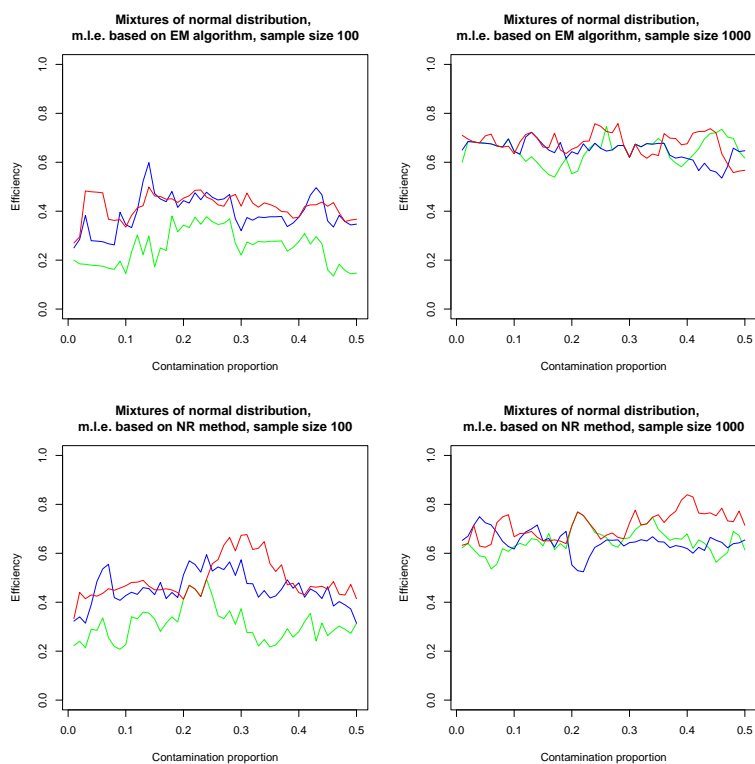 Mixtures of normal distribution,
m.l.e. based on EM algorithm, sample size 100
1.0
0.8
0.6
0.4
0.2
0.0
Efficiency
0.0 0.1 0.2 0.3 0.4 0.5
Contamination proportion
Mixtures of normal distribution,
m.l.e. based on EM algorithm, sample size 1000
1.0
0.8
0.6
0.4
0.2
0.0
Efficiency
0.0 0.1 0.2 0.3 0.4 0.5
Contamination proportion
Mixtures of normal distribution,
m.l.e. based on NR method, sample size 100
1.0
0.8
0.6
0.4
0.2
0.0
Efficiency
0.0 0.1 0.2 0.3 0.4 0.5
Contamination proportion
Mixtures of normal distribution,
m.l.e. based on NR method, sample size 1000
1.0
0.8
0.6
0.4
0.2
0.0
Efficiency
0.0 0.1 0.2 0.3 0.4 0.5
Contamination proportion